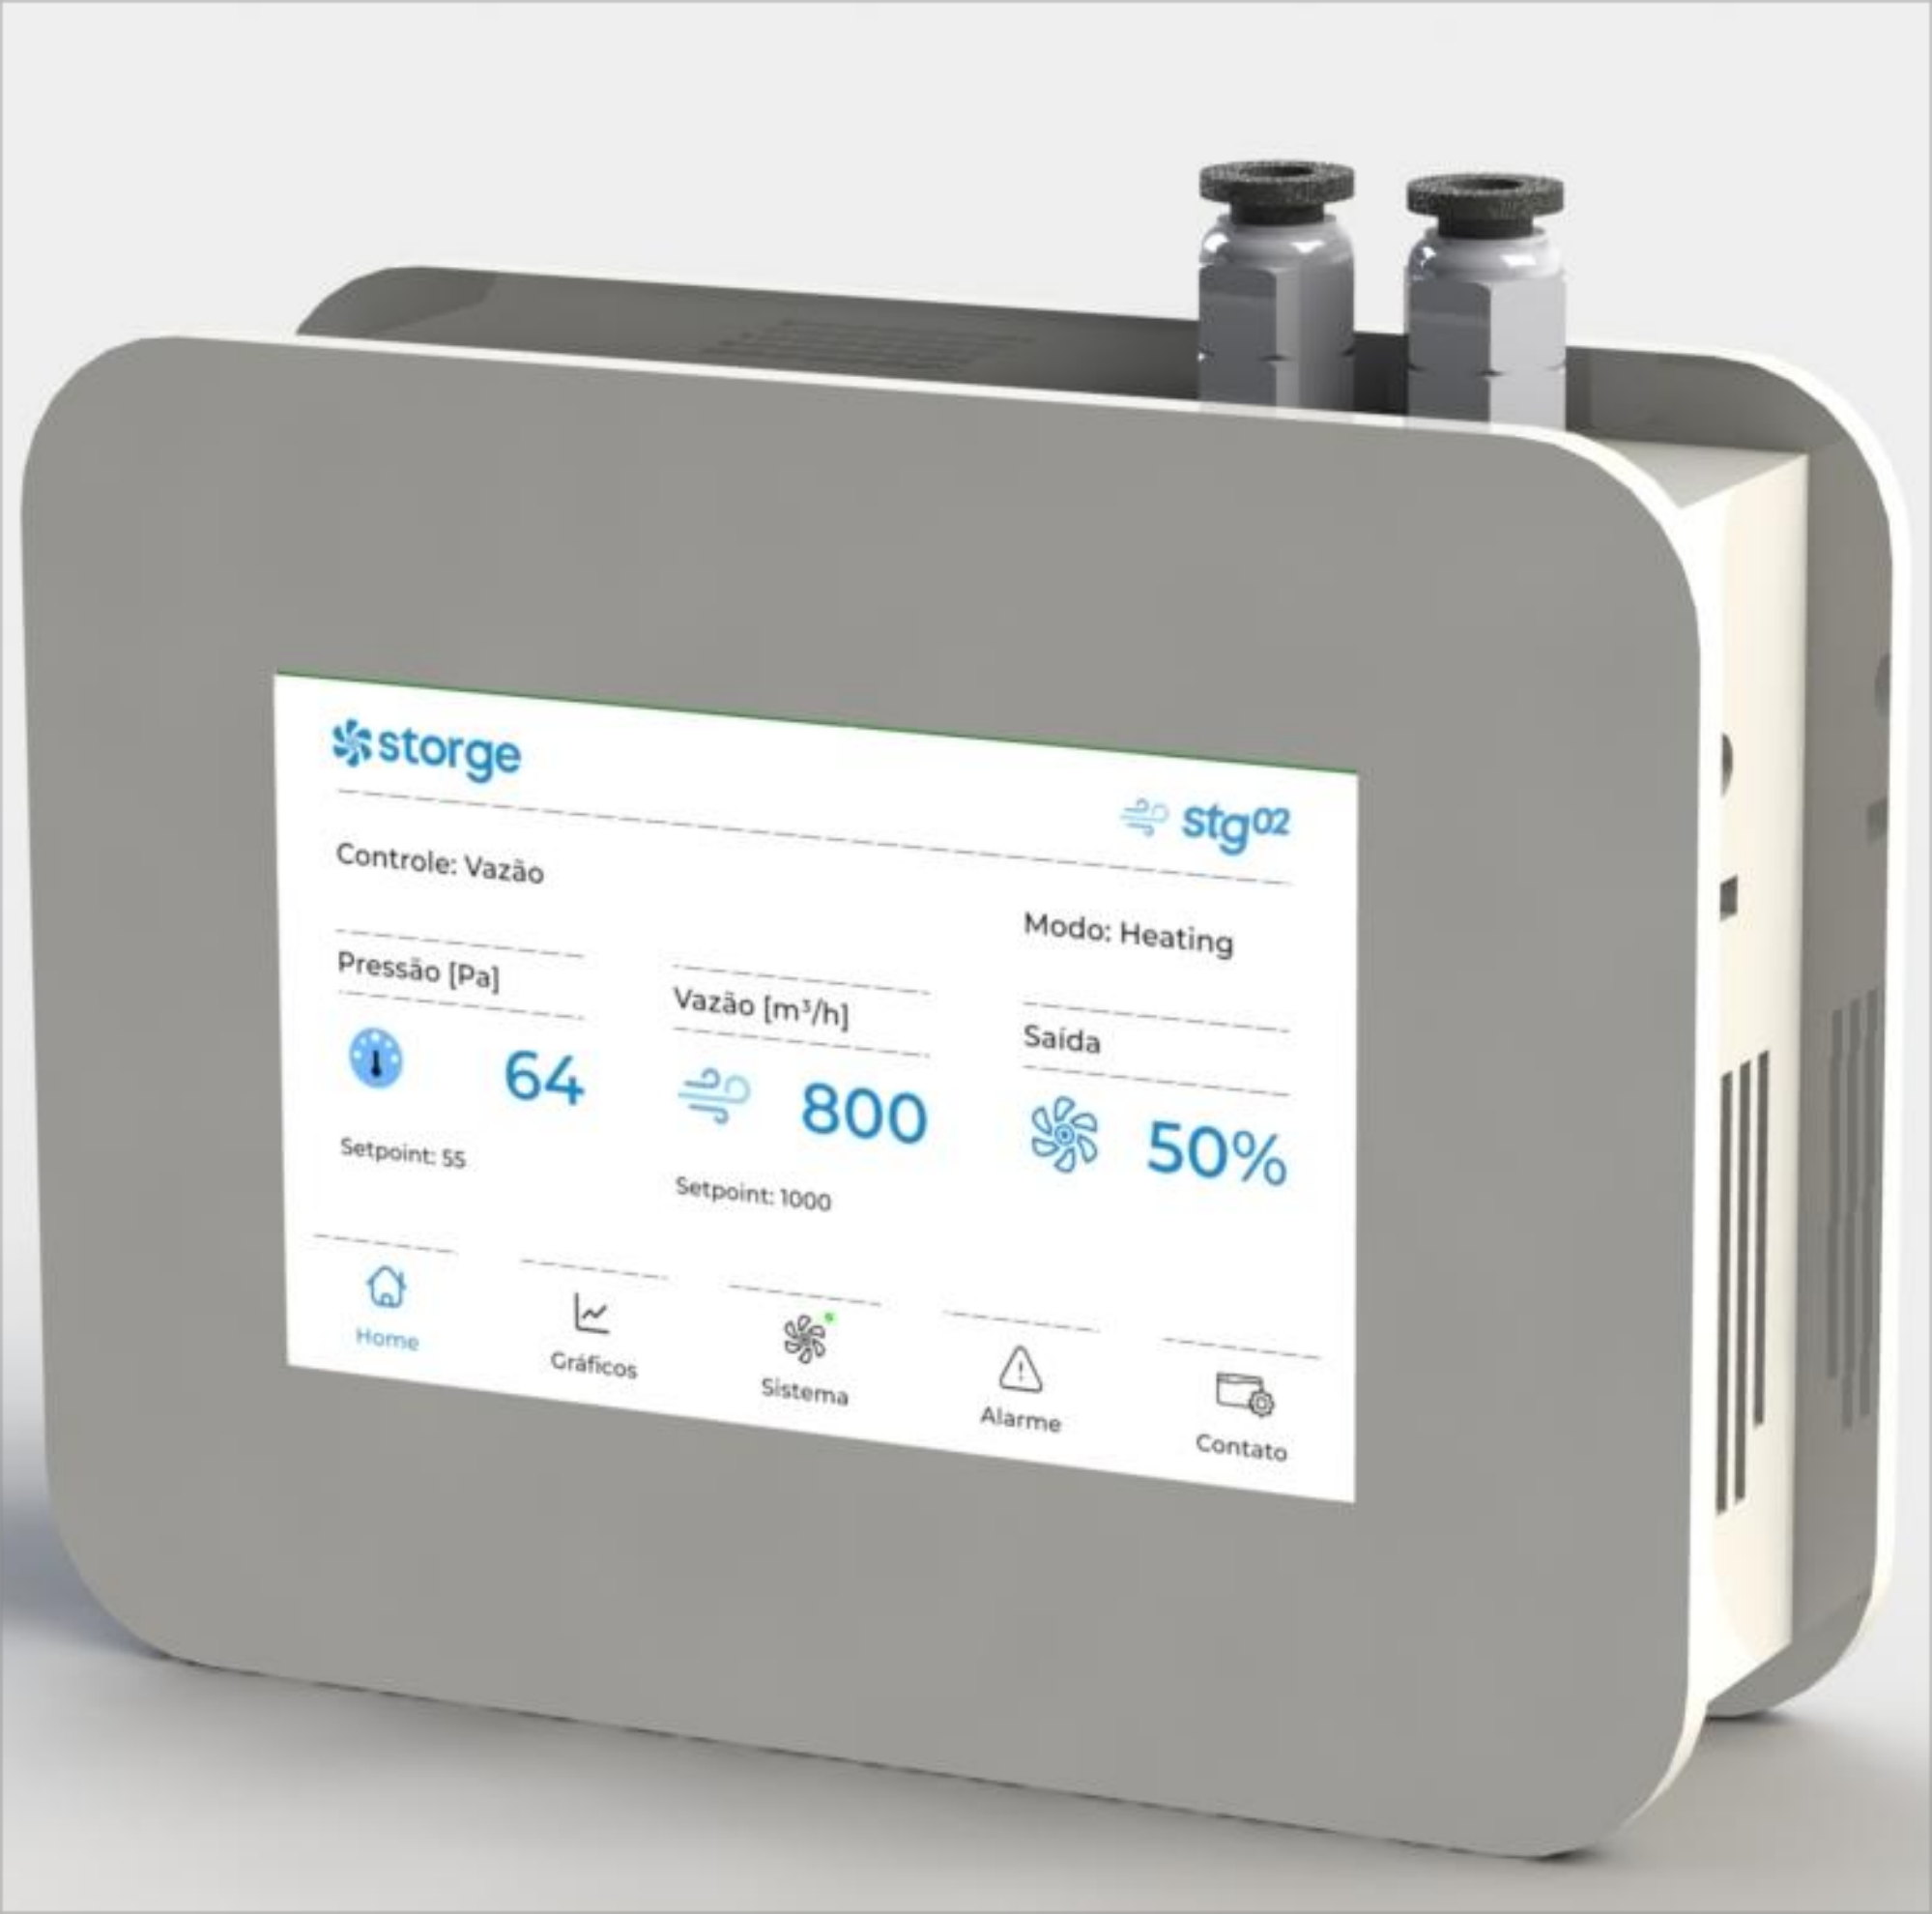 storge
stg02
Controle: Vazão
Modo: Heating
Pressão [Pa]
Vazão [m³/h]
Saída
64
800
50%
Setpoint: 55
Setpoint: 1000
Home
Gráficos
Sistema
Alarme
Contato